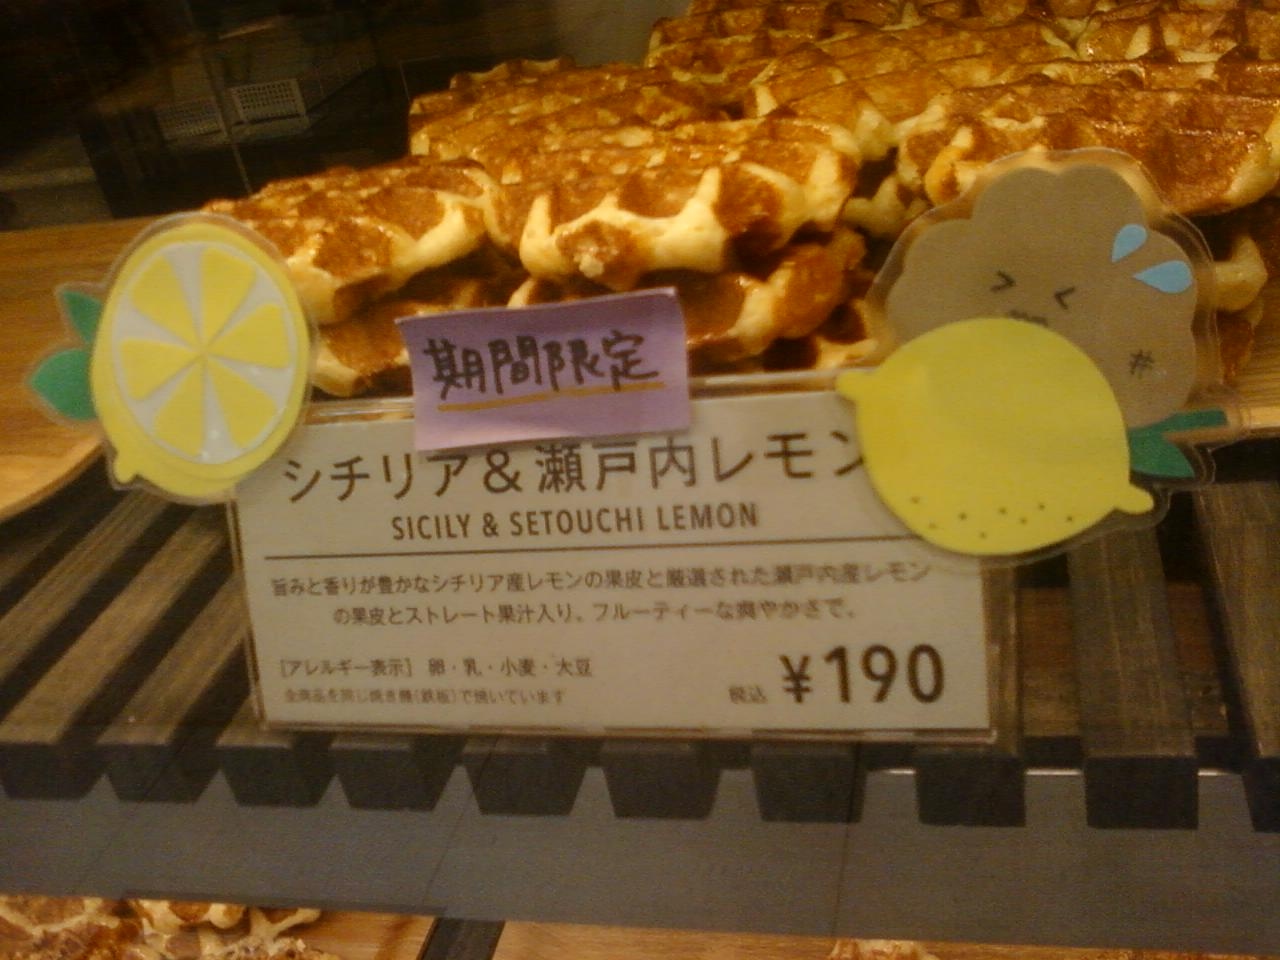 期間限定
シチリア&瀬戸内レモン
SICILY & SETOUCHI LEMON
旨みと香りが豊かなシチリア産レモンの果皮と厳選された瀬戸内産レモン
の果皮とストレート果汁入り。フルーティーな爽やかさで。
[アレルギー表示] 卵・乳・小麦・大豆
全商品を同じ焼き機(鉄板)で焼いています
税込 ¥190